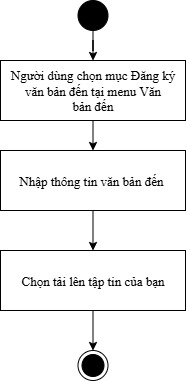 Người dùng chọn mục Đăng ký
văn bản đến tại menu Văn
bản đến
Nhập thông tin văn bản đến
Chọn tải lên tập tin của bạn